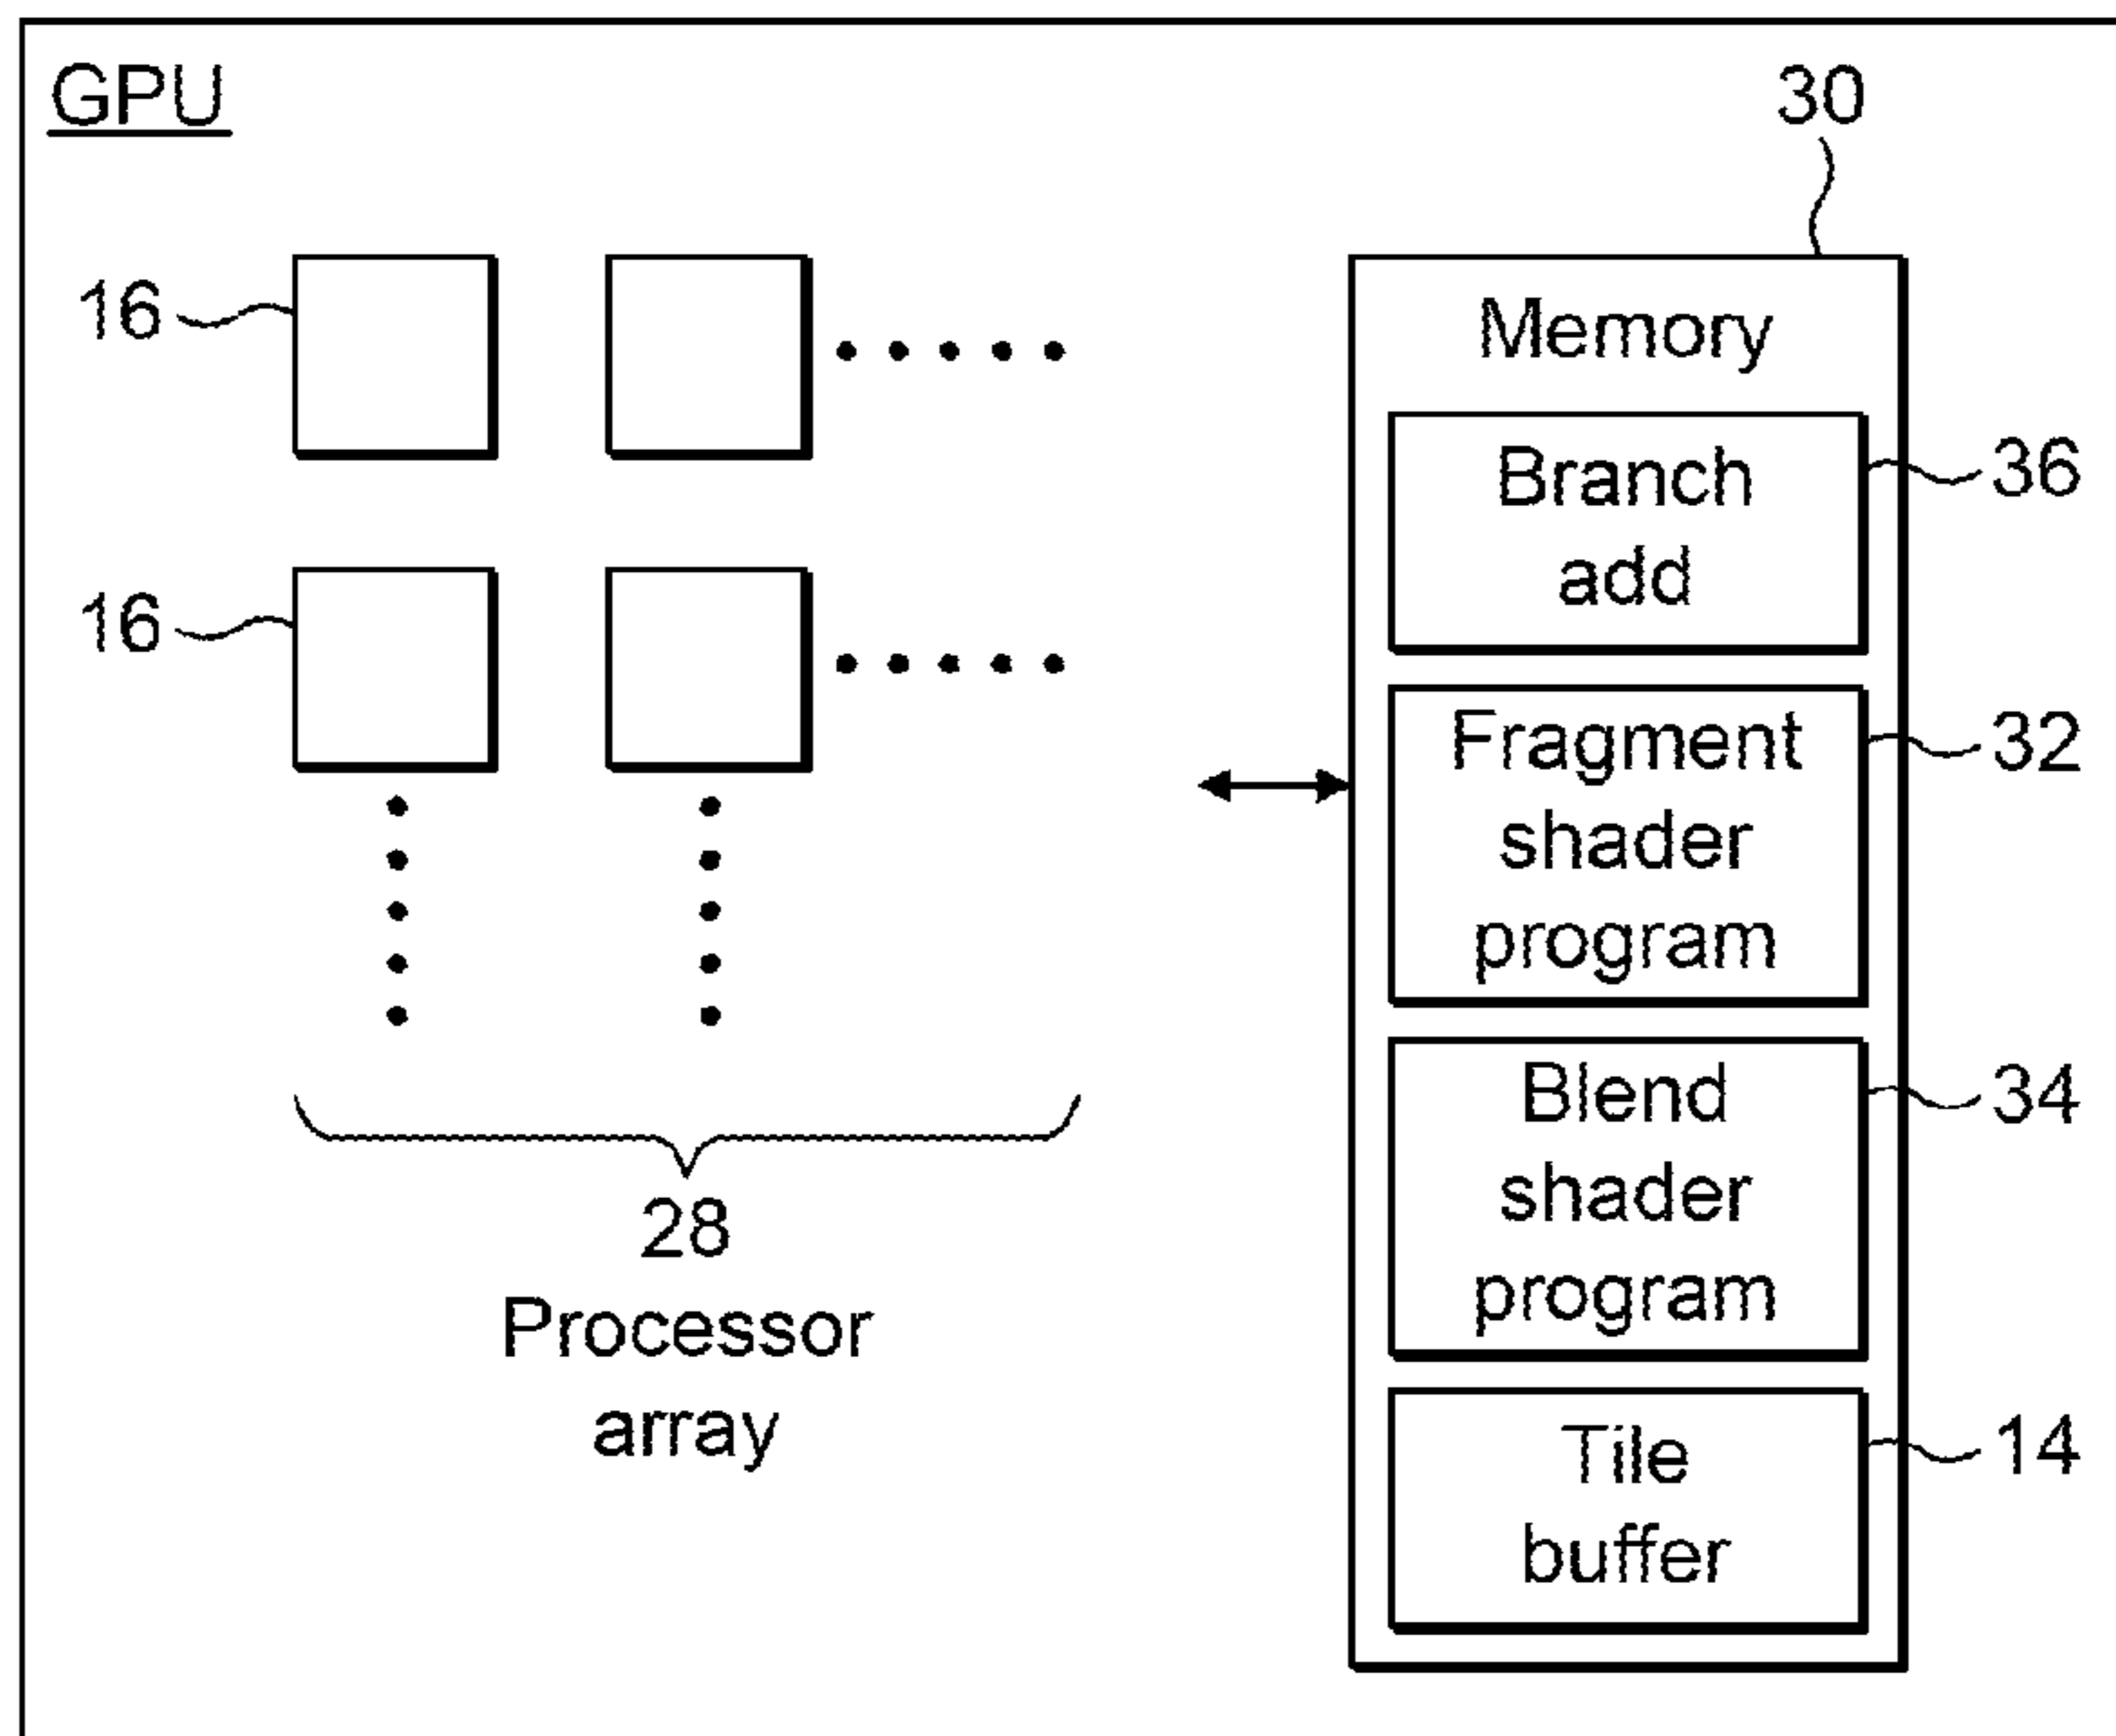 GPU
30
16
Memory
Branch
add
36
16
Fragment
shader
program
32
Blend
shader
program
34
28
Processor
array
Tile
buffer
14